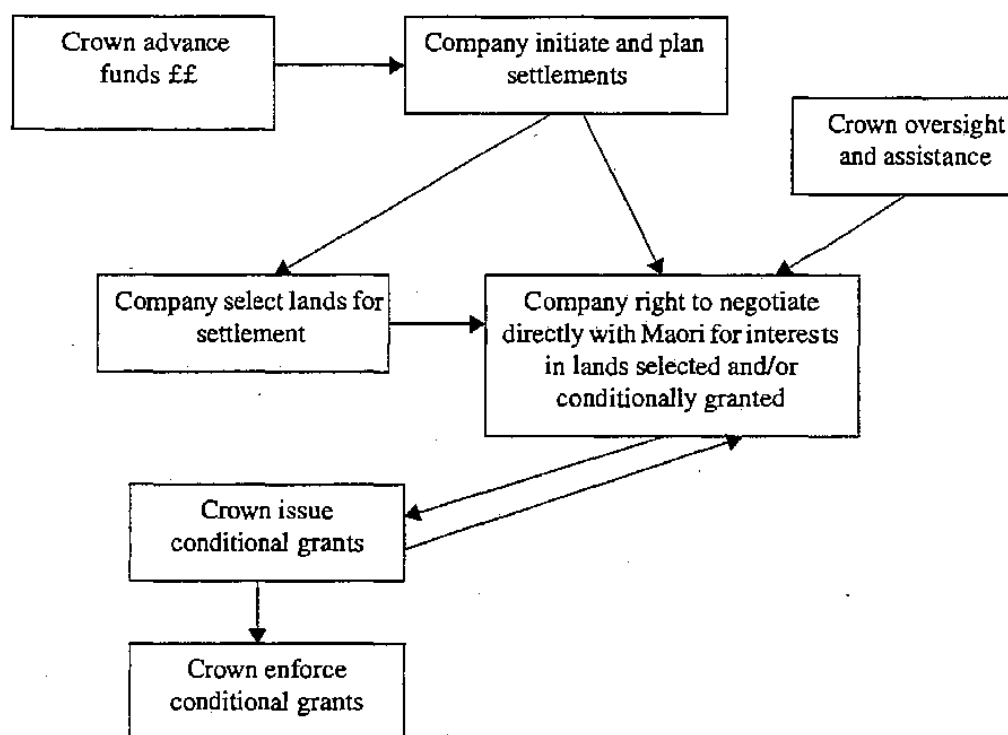 Crown advance
funds ££
Company initiate and plan
settlements
Crown oversight
and assistance
Company select lands for
settlement
Company right to negotiate
directly with Maori for interests
in lands selected and/or
conditionally granted
Crown issue
conditional grants
Crown enforce
conditional grants